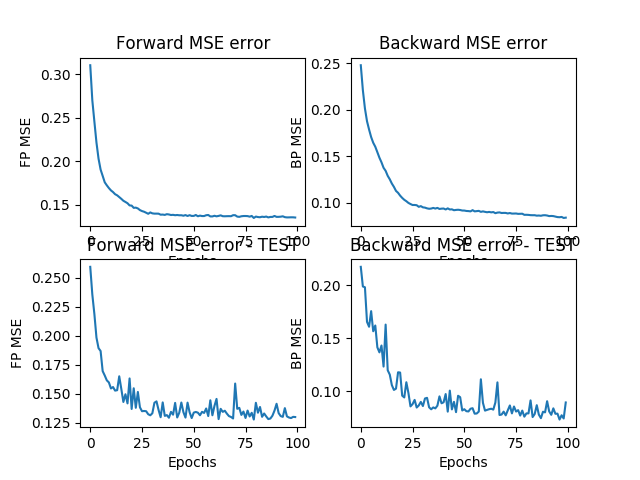 Forward MSE error
Backward MSE error
0.30
0.25
0.20
0.15
FP MSE
0.25
0.20
0.15
0.10
BP MSE
0 25 50 75 100
Epochs
0 25 50 75 100
Epochs
Forward MSE error - TEST
Backward MSE error - TEST
0.250
0.225
0.200
0.175
0.150
0.125
FP MSE
0.20
0.15
0.10
BP MSE
0 25 50 75 100
Epochs
0 25 50 75 100
Epochs